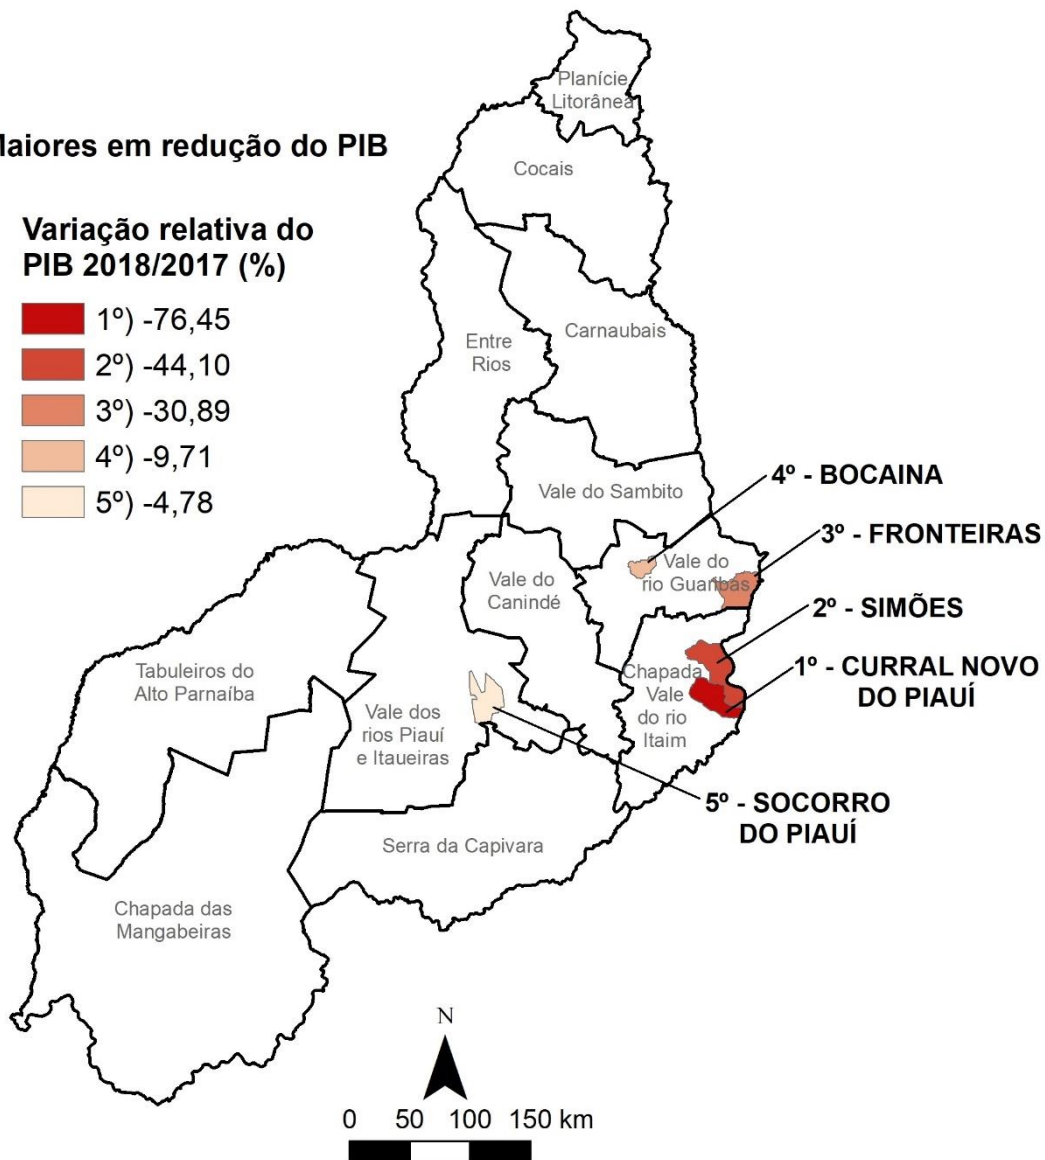 Maiores em redução do PIB
Variação relativa do
PIB 2018/2017 (%)
1º) -76,45
2º) -44,10
3º) -30,89
4º) -9,71
5º) -4,78
Planície
Litorânea
Cocais
Entre
Rios
Carnaubais
Vale do Sambito
4º - BOCAINA
3º - FRONTEIRAS
Vale do
rio Guaribas
Vale do
Canindé
2º - SIMÕES
1º - CURRAL NOVO
DO PIAUÍ
Chapada
Vale
do rio
Itaim
Tabuleiros do
Alto Parnaíba
Vale dos
rios Piauí
e Itaueiras
5º - SOCORRO
DO PIAUÍ
Serra da Capivara
Chapada das
Mangabeiras
N
0 50 100 150 km